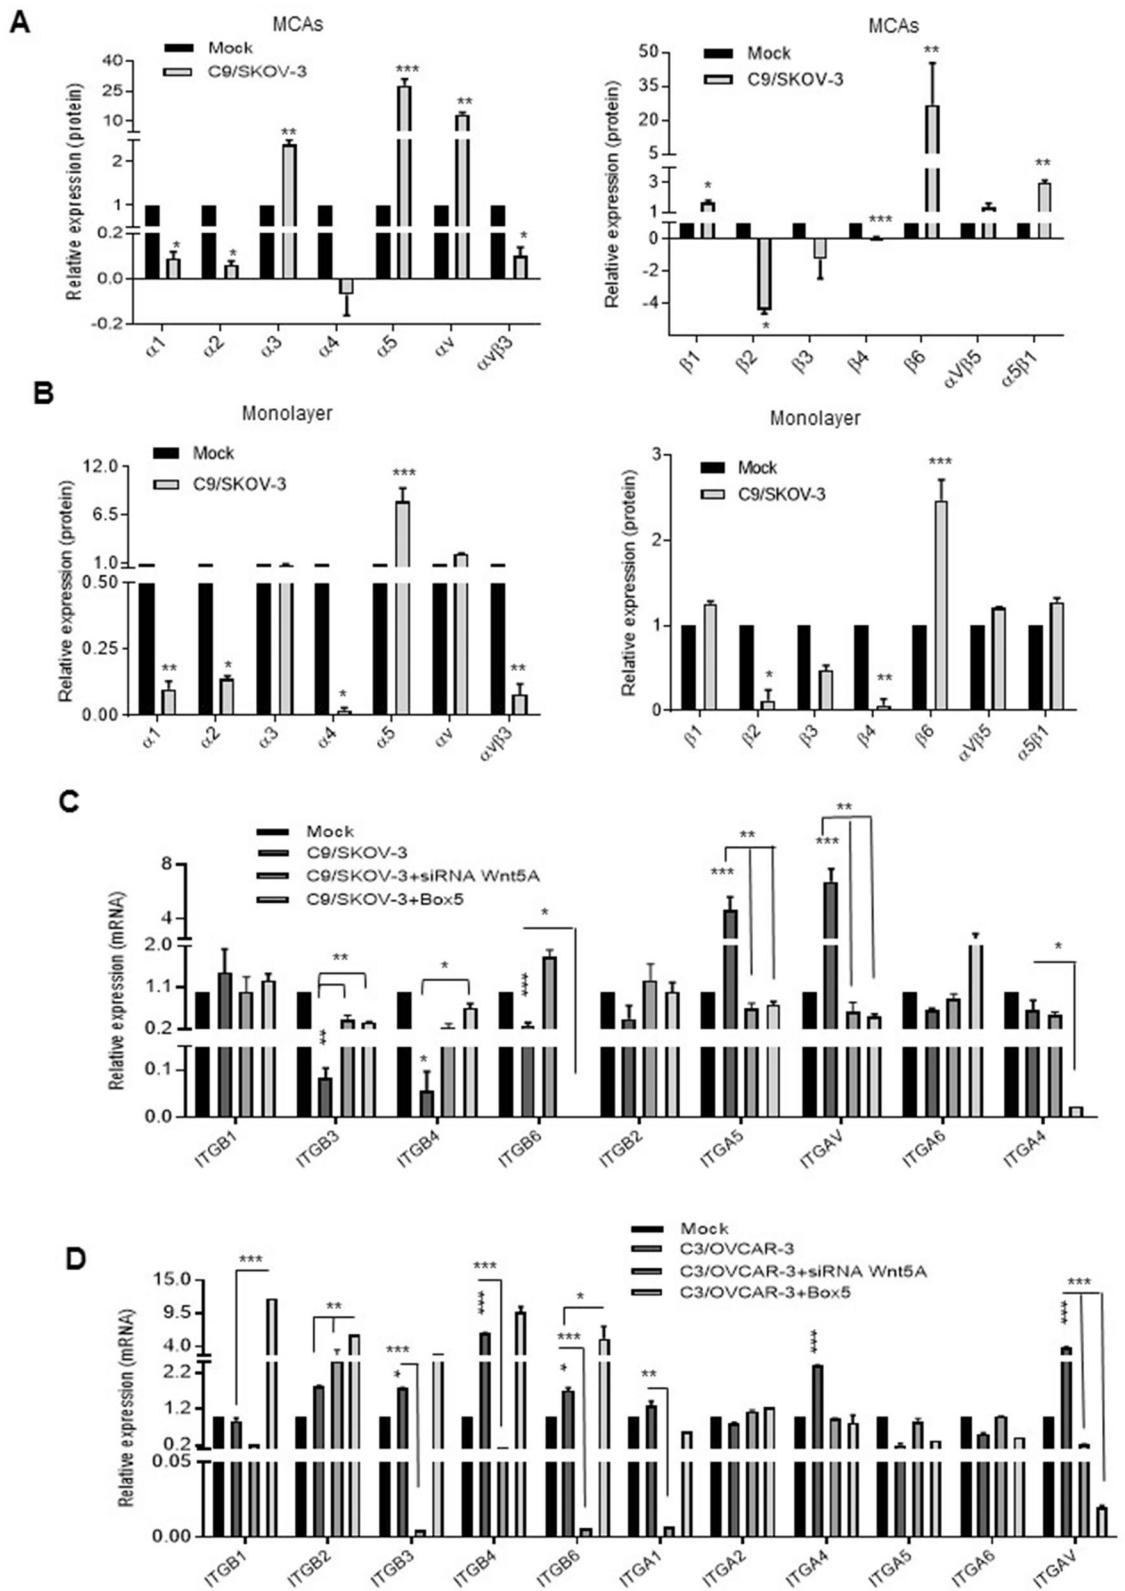 A
MCAs
Mock
C9/SKOV-3
Relative expression (protein)
40
25
10
2
1
0.2
0.0
-0.2
*
*
**
***
**
*
α1
α2
α3
α4
α5
αv
αvβ3
MCAs
Mock
C9/SKOV-3
Relative expression (protein)
50
35
20
5
3
1
0
-2
-4
*
*
***
**
**
β1
β2
β3
β4
β6
αVβ5
α5β1
B
Monolayer
Mock
C9/SKOV-3
Relative expression (protein)
12.0
6.5
1.0
0.50
0.25
0.00
**
*
*
***
**
α1
α2
α3
α4
α5
αv
αvβ3
Monolayer
Mock
C9/SKOV-3
Relative expression (protein)
3
2
1
0
*
**
***
β1
β2
β3
β4
β6
αVβ5
α5β1
C
Mock
C9/SKOV-3
C9/SKOV-3+siRNA Wnt5A
C9/SKOV-3+Box5
Relative expression (mRNA)
8
4
2.0
1.1
0.2
0.1
0.0
**
**
*
*
***
*
***
**
***
**
*
ITGB1
ITGB3
ITGB4
ITGB6
ITGB2
ITGA5
ITGAV
ITGA6
ITGA4
D
Mock
C3/OVCAR-3
C3/OVCAR-3+siRNA Wnt5A
C3/OVCAR-3+Box5
Relative expression (mRNA)
15.0
9.5
4.0
2.2
1.2
0.2
0.05
0.00
***
**
***
*
***
***
*
***
*
**
***
***
***
ITGB1
ITGB2
ITGB3
ITGB4
ITGB6
ITGA1
ITGA2
ITGA4
ITGA5
ITGA6
ITGAV